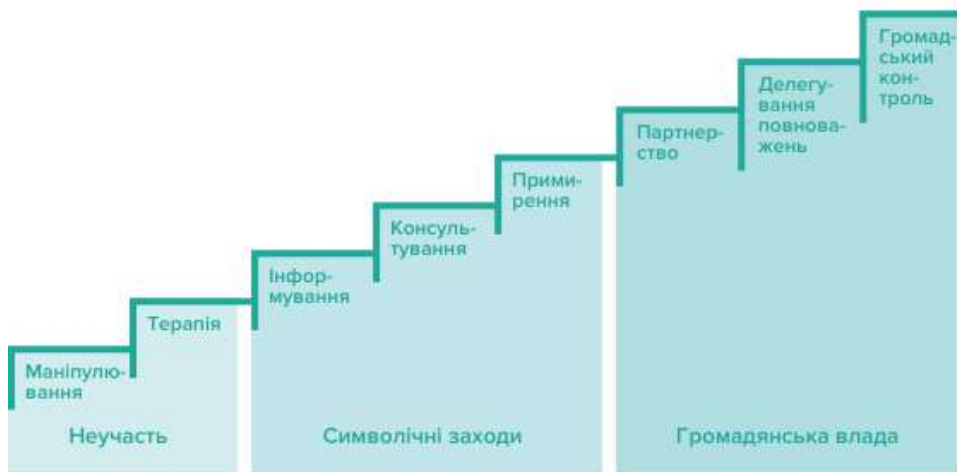 Маніпулю-
вання
Терапія
Інфор-
мування
Консуль-
тування
Прими-
рення
Партнер-
ство
Делегу-
вання
повнова-
жень
Громад-
ський
кон-
троль
Неучасть
Символічні заходи
Громадянська влада